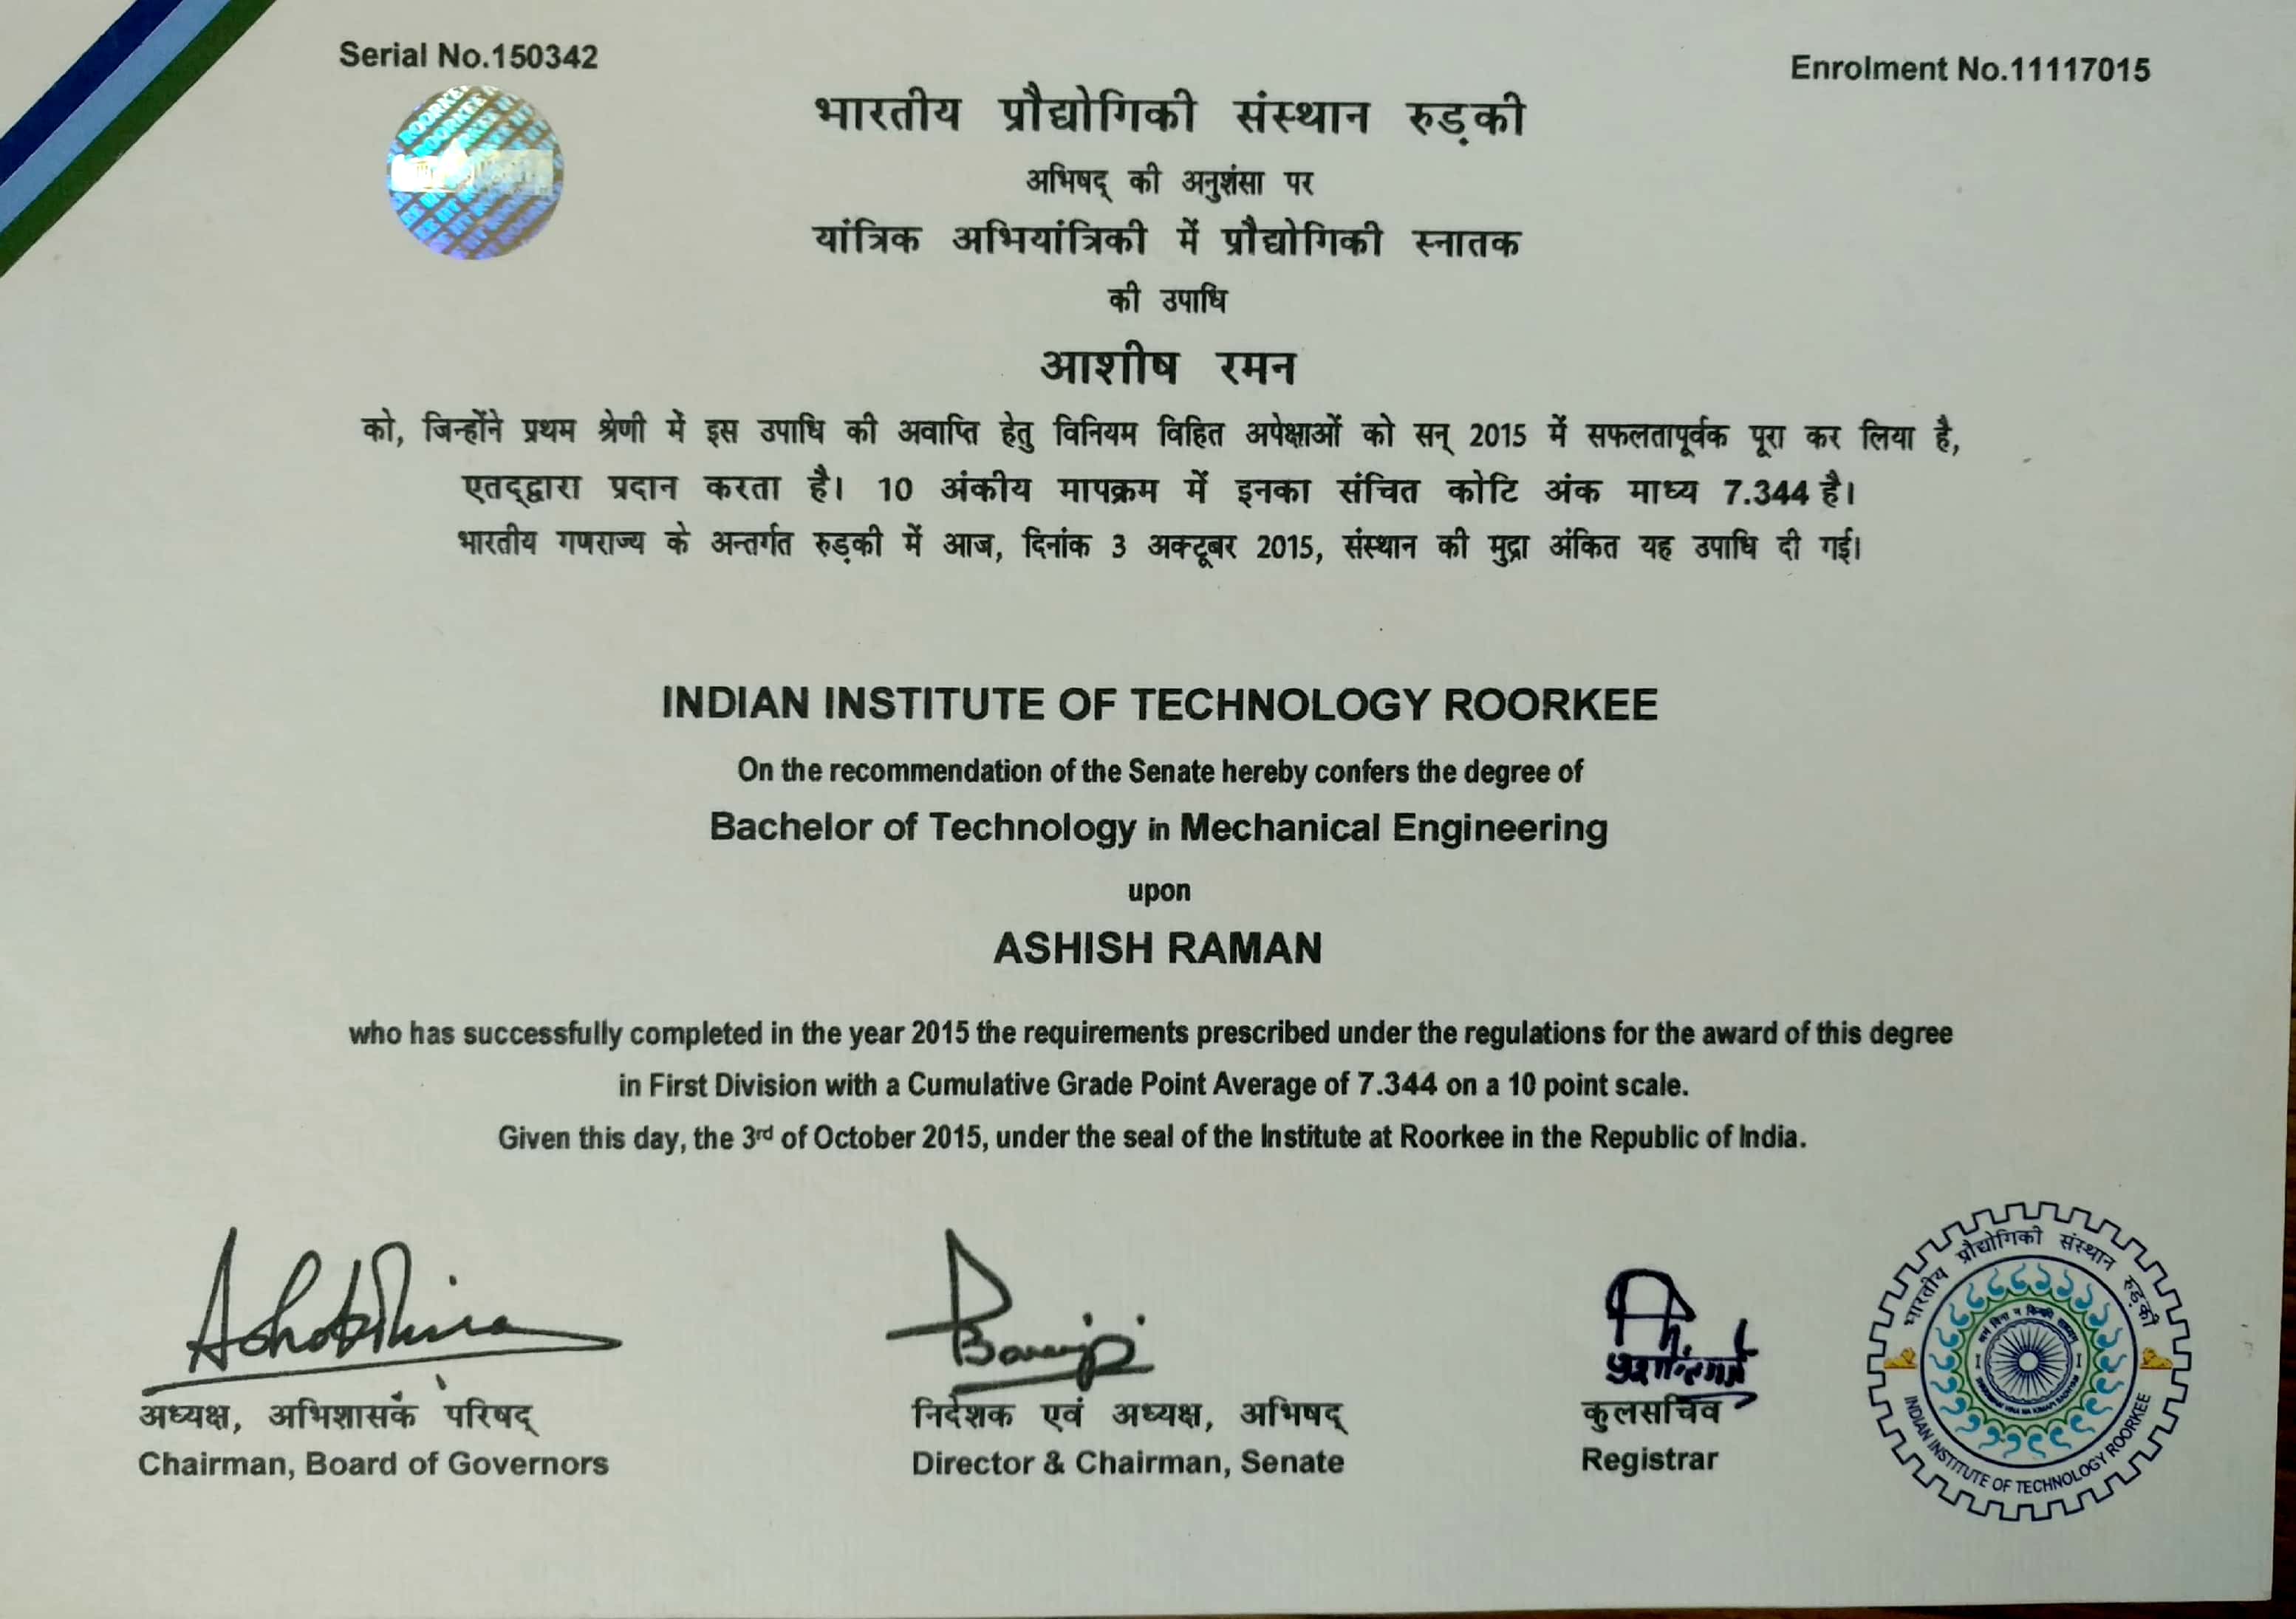 Serial No.150342
Enrolment No.11117015
भारतीय प्रौद्योगिकी संस्थान रुड़की
अभिषद् की अनुशंसा पर
यांत्रिक अभियांत्रिकी में प्रौद्योगिकी स्नातक
की उपाधि
आशीष रमन
को, जिन्होंने प्रथम श्रेणी में इस उपाधि की अवाप्ति हेतु विनियम विहित अपेक्षाओं को सन् 2015 में सफलतापूर्वक पूरा कर लिया है,
एतद्द्वारा प्रदान करता है। 10 अंकीय मापक्रम में इनका संचित कोटि अंक माध्य 7.344 है।
भारतीय गणराज्य के अन्तर्गत रुड़की में आज, दिनांक 3 अक्टूबर 2015, संस्थान की मुद्रा अंकित यह उपाधि दी गई।
INDIAN INSTITUTE OF TECHNOLOGY ROORKEE
On the recommendation of the Senate hereby confers the degree of
Bachelor of Technology in Mechanical Engineering
upon
ASHISH RAMAN
who has successfully completed in the year 2015 the requirements prescribed under the regulations for the award of this degree
in First Division with a Cumulative Grade Point Average of 7.344 on a 10 point scale.
Given this day, the 3rd of October 2015, under the seal of the Institute at Roorkee in the Republic of India.
अध्यक्ष, अभिशासक परिषद्
Chairman, Board of Governors
निदेशक एवं अध्यक्ष, अभिषद्
Director & Chairman, Senate
कुलसचिव
Registrar
भारतीय प्रौद्योगिकी संस्थान रुड़की
INDIAN INSTITUTE OF TECHNOLOGY ROORKEE